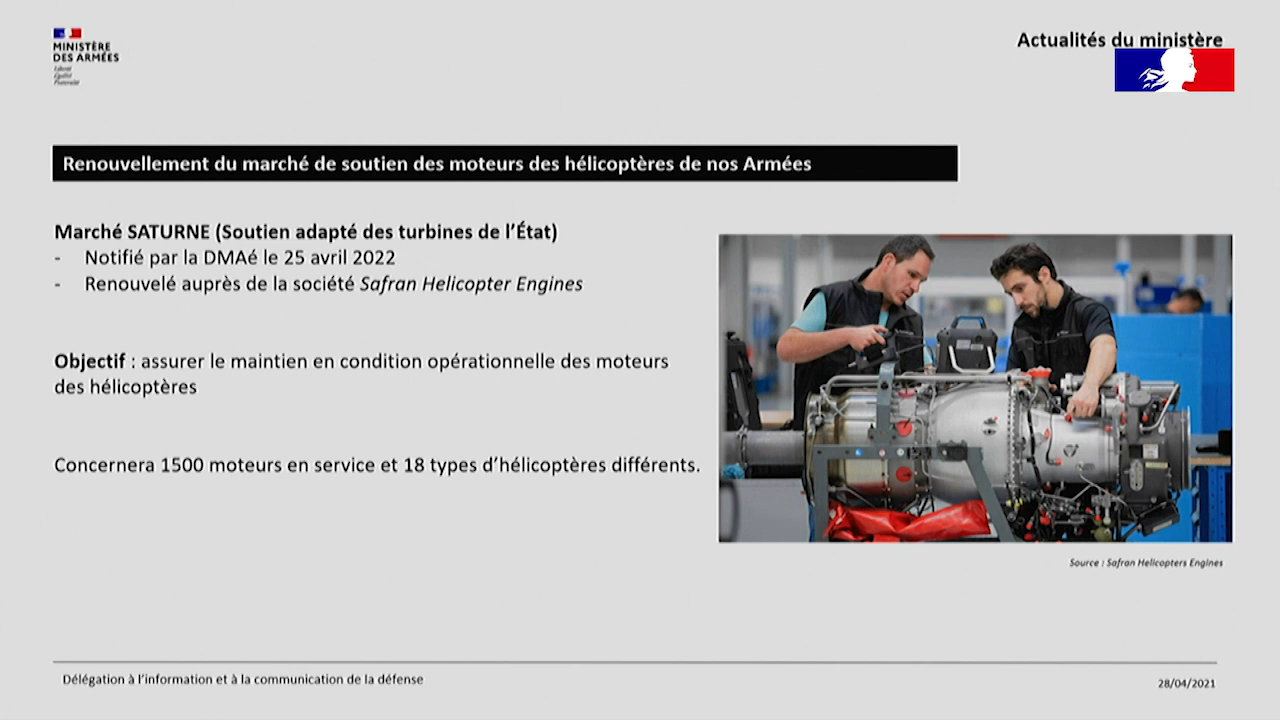 MINISTÈRE
DES ARMÉES
Liberté
Égalité
Fraternité
Actualités du ministère
Renouvellement du marché de soutien des moteurs des hélicoptères de nos Armées
Marché SATURNE (Soutien adapté des turbines de l'État)
- Notifié par la DMAé le 25 avril 2022
- Renouvelé auprès de la société Safran Helicopter Engines
Objectif : assurer le maintien en condition opérationnelle des moteurs
des hélicoptères
Concernera 1500 moteurs en service et 18 types d'hélicoptères différents.
Source : Safran Helicopters Engines
Délégation à l'information et à la communication de la défense
28/04/2021